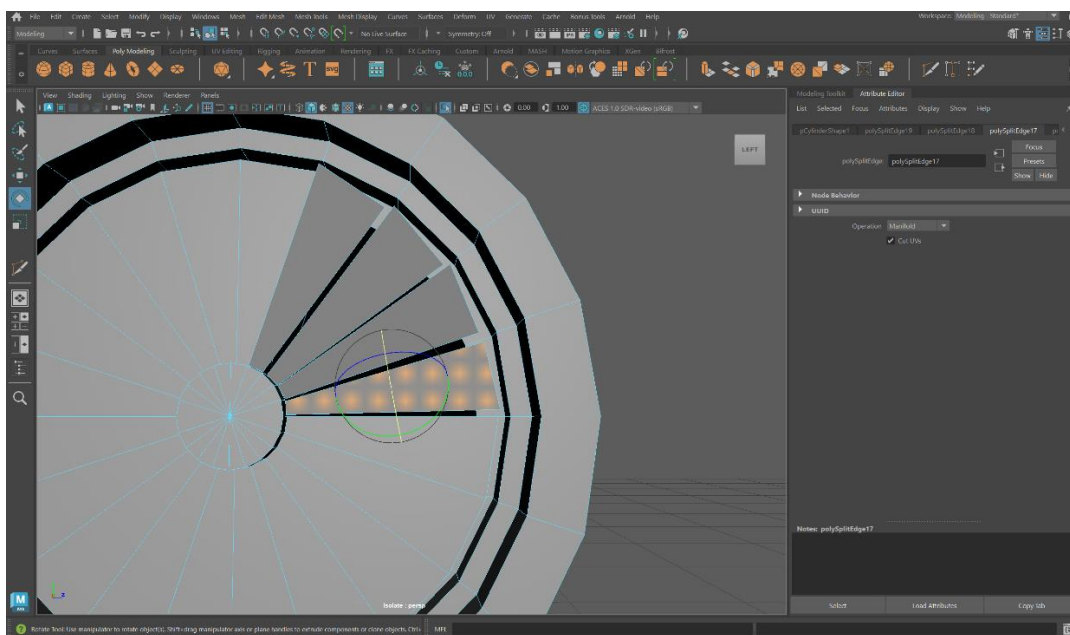 File Edit Create Select Modify Display Windows Mesh Edit Mesh Mesh Tools Mesh Display Curves Surfaces Deform UV Generate Cache Bonus Tools Arnold Help
Workspace: Modeling - Standard*
Modeling
No Live Surface
Symmetry: Off
Curves Surfaces Poly Modeling Sculpting UV Editing Rigging Animation Rendering FX FX Caching Custom Arnold MASH Motion Graphics XGen Bifrost
View Shading Lighting Show Renderer Panels
0.00 1.00 ACES 1.0 SDR-video (sRGB)
Modeling Toolkit Attribute Editor
List Selected Focus Attributes Display Show Help
pCylinderShape1 polySplitEdge19 polySplitEdge18 polySplitEdge17
polySplitEdge: polySplitEdge17
Focus
Presets
Show Hide
Node Behavior
UUID
Operation Manifold
Cut UVs
LEFT
Isolate : persp
Notes: polySplitEdge17
Select Load Attributes Copy Tab
Rotate Tool: Use manipulator to rotate object(s). Shift+drag manipulator axis or plane handles to extrude components or clone objects. Ctrl+
MEL